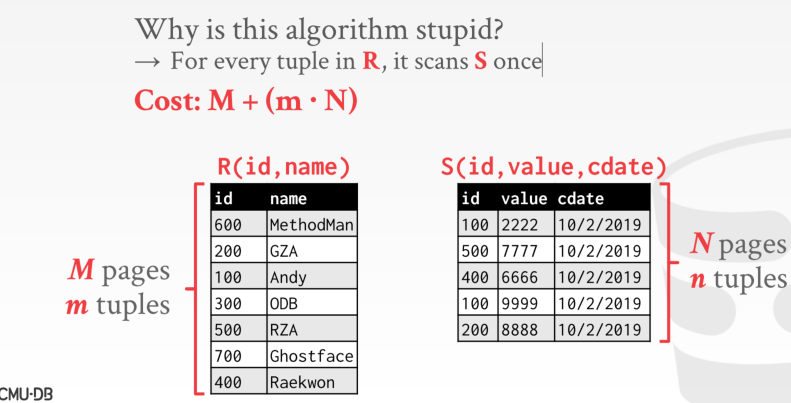 Why is this algorithm stupid?
→ For every tuple in R, it scans S once
Cost: M + (m · N)
R(id,name)
id name
600 MethodMan
200 GZA
100 Andy
300 ODB
500 RZA
700 Ghostface
400 Raekwon
M pages
m tuples
S(id,value,cdate)
id value cdate
100 2222 10/2/2019
500 7777 10/2/2019
400 6666 10/2/2019
100 9999 10/2/2019
200 8888 10/2/2019
N pages
n tuples
CMU·DB